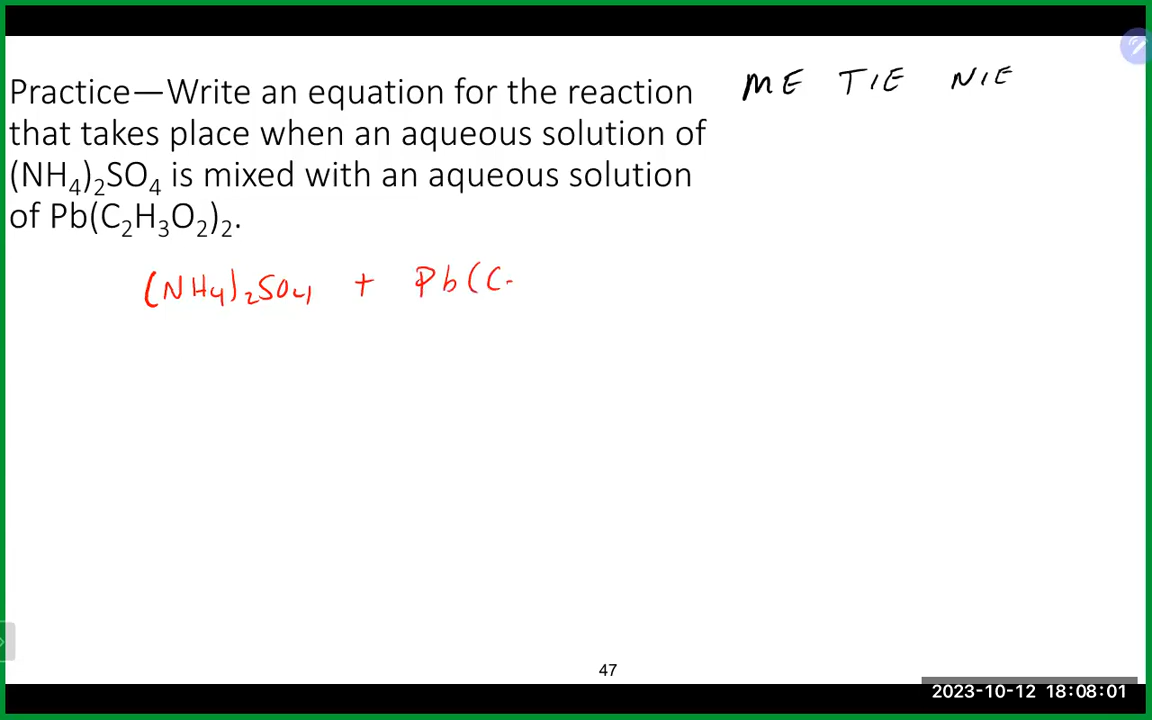 Practice—Write an equation for the reaction ME TIE NIE
that takes place when an aqueous solution of
(NH₄)₂SO₄ is mixed with an aqueous solution
of Pb(C₂H₃O₂)₂.
(NH₄)₂SO₄ + Pb(C
47
2023-10-12 18:08:01